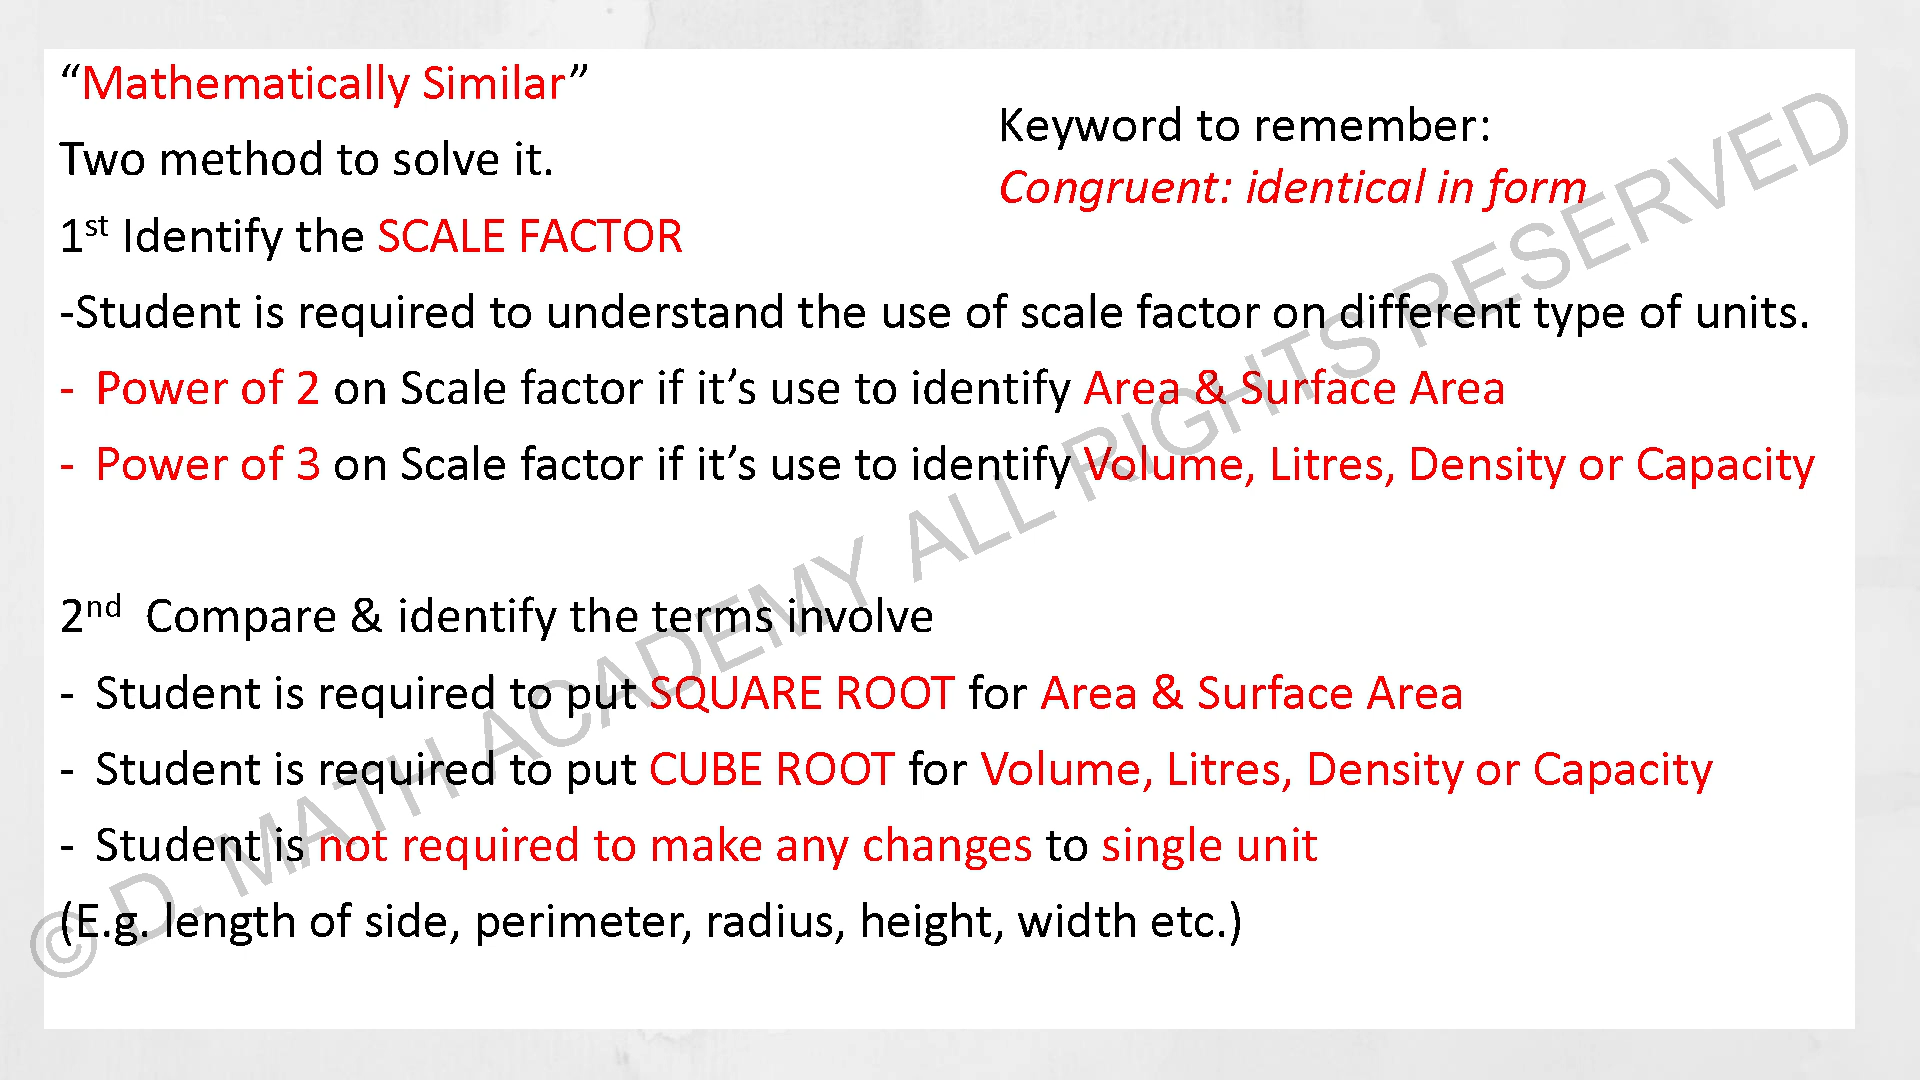 “Mathematically Similar”
Two method to solve it.
Keyword to remember:
Congruent: identical in form
1st Identify the SCALE FACTOR
-Student is required to understand the use of scale factor on different type of units.
- Power of 2 on Scale factor if it’s use to identify Area & Surface Area
- Power of 3 on Scale factor if it’s use to identify Volume, Litres, Density or Capacity
2nd Compare & identify the terms involve
- Student is required to put SQUARE ROOT for Area & Surface Area
- Student is required to put CUBE ROOT for Volume, Litres, Density or Capacity
- Student is not required to make any changes to single unit
(E.g. length of side, perimeter, radius, height, width etc.)
© D. MATH ACADEMY ALL RIGHTS RESERVED